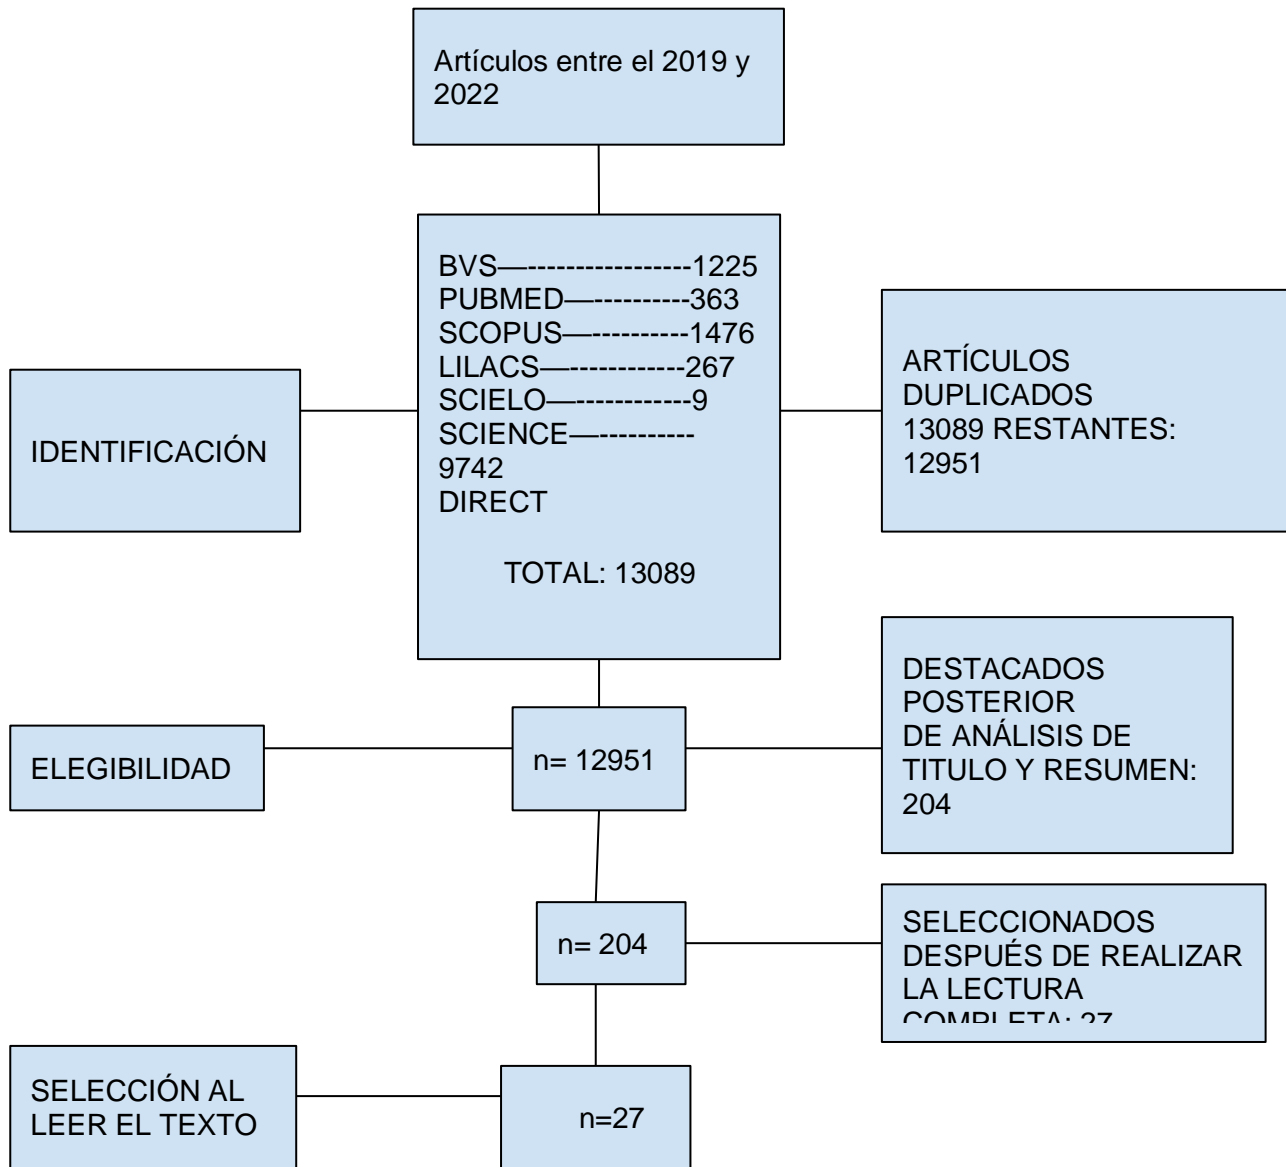 Artículos entre el 2019 y
2022
BVS—-----------------1225
PUBMED—----------363
SCOPUS—----------1476
LILACS—------------267
SCIELO—------------9
SCIENCE—----------
9742
DIRECT
TOTAL: 13089
IDENTIFICACIÓN
ARTÍCULOS
DUPLICADOS
13089 RESTANTES:
12951
ELEGIBILIDAD
n= 12951
DESTACADOS
POSTERIOR
DE ANÁLISIS DE
TITULO Y RESUMEN:
204
n= 204
SELECCIONADOS
DESPUÉS DE REALIZAR
LA LECTURA
COMPLETA: 27
SELECCIÓN AL
LEER EL TEXTO
n=27